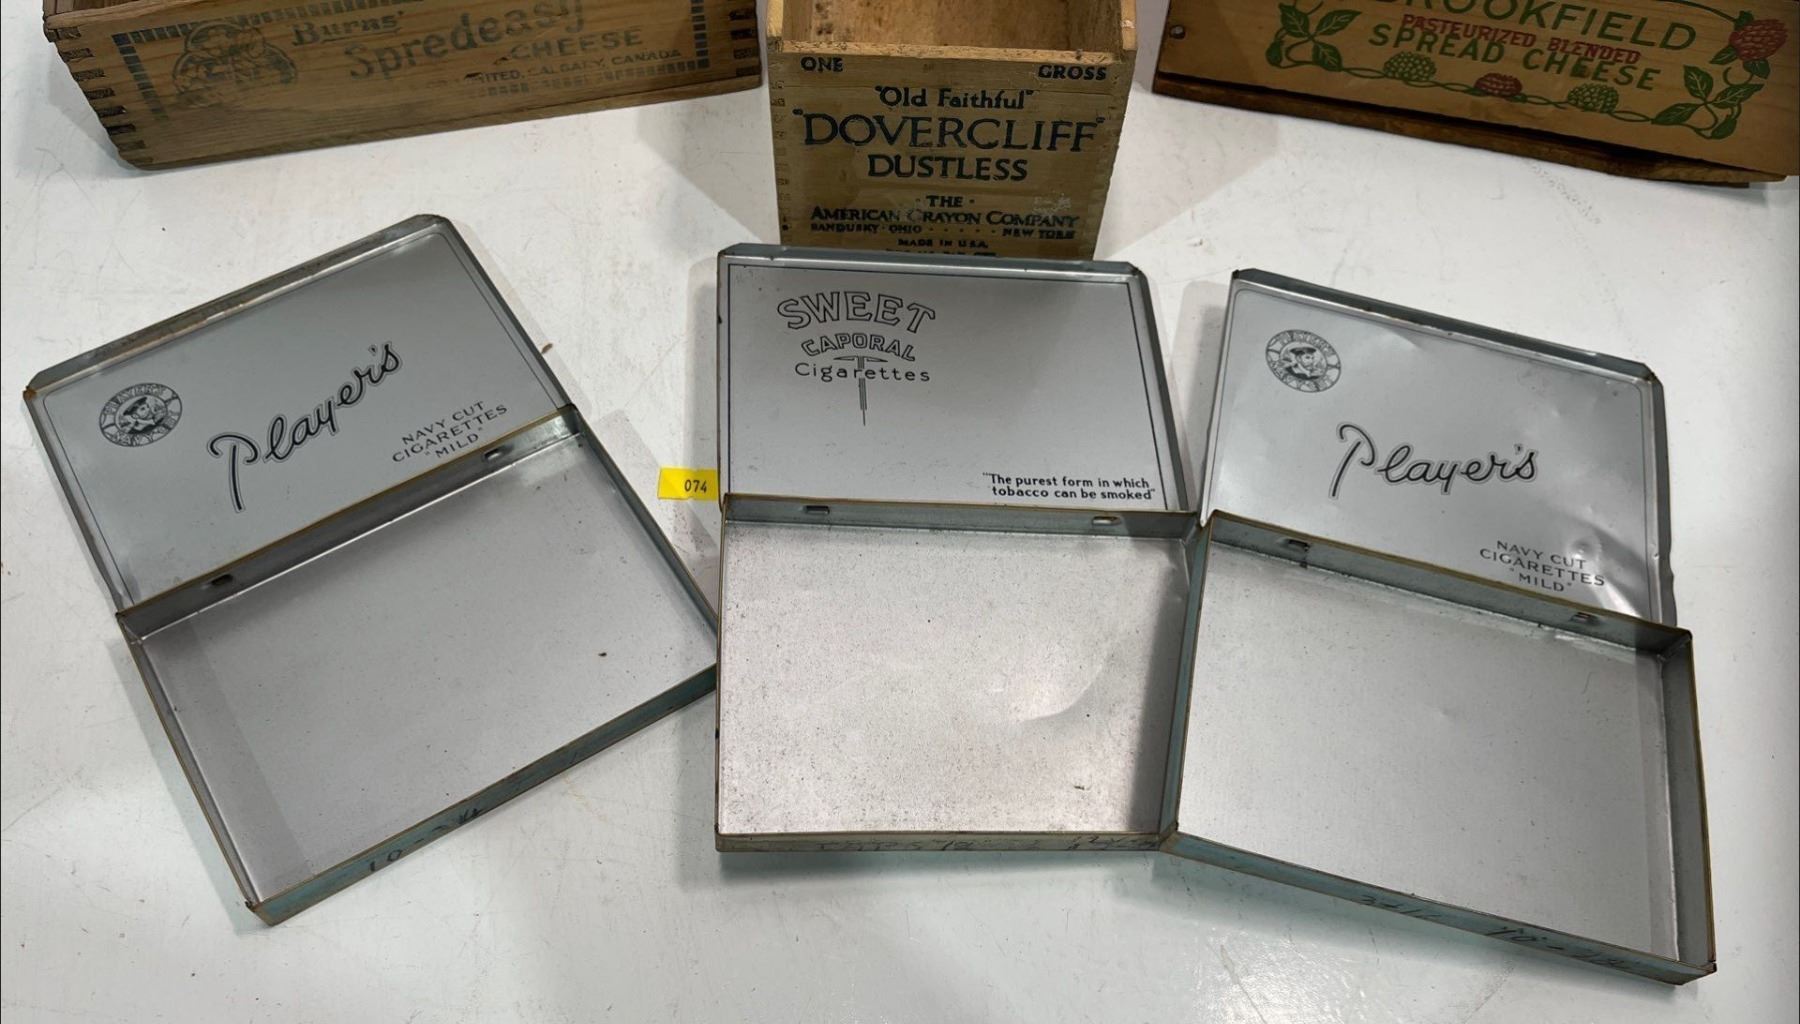 Burns'
Spredeasy
CHEESE
LIMITED, CALGARY, CANADA
ONE GROSS
"Old Faithful"
"DOVERCLIFF"
DUSTLESS
· THE ·
AMERICAN CRAYON COMPANY
SANDUSKY · OHIO · · · · · NEW YORK
MADE IN U.S.A.
BROOKFIELD
PASTEURIZED BLENDED
SPREAD CHEESE
Player's
NAVY CUT
CIGARETTES
"MILD"
074
SWEET
CAPORAL
Cigarettes
"The purest form in which
tobacco can be smoked"
Player's
NAVY CUT
CIGARETTES
"MILD"